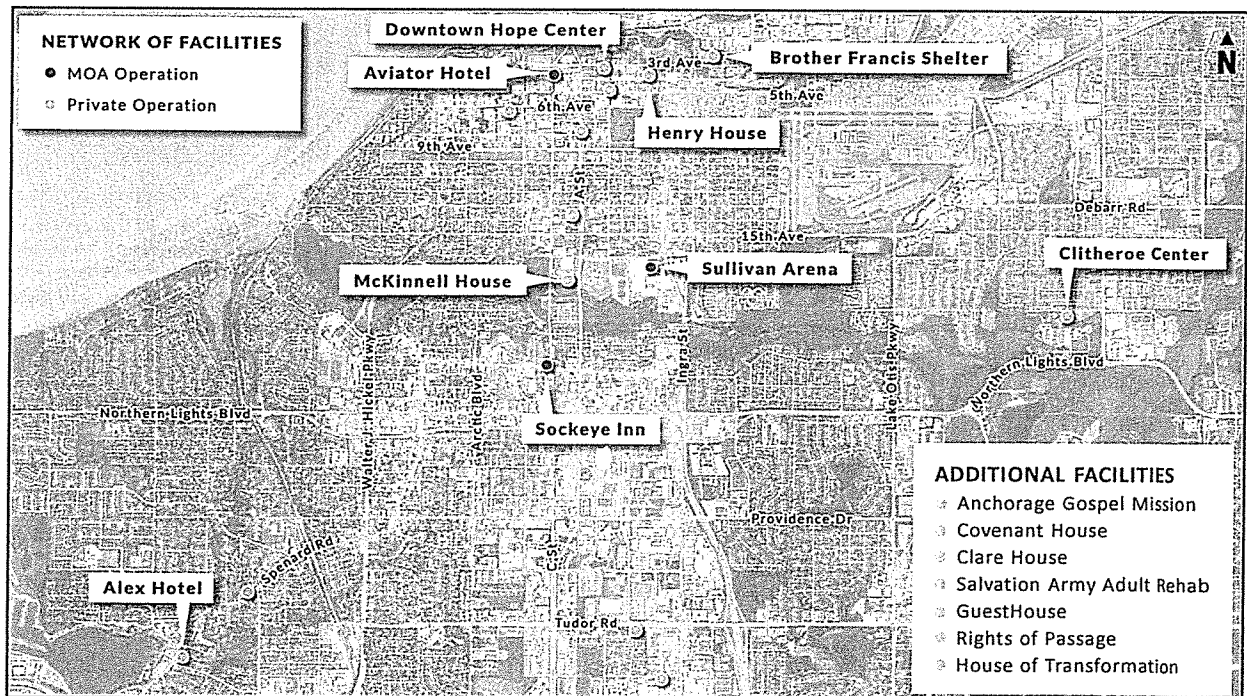 NETWORK OF FACILITIES
MOA Operation
Private Operation
Downtown Hope Center
Aviator Hotel
3rd Ave
Brother Francis Shelter
N
6th Ave
5th Ave
Henry House
9th Ave
A St
Debarr Rd
15th Ave
McKinnell House
Sullivan Arena
Clitheroe Center
Ingra St
Walter J Hickel Pkwy
Arctic Blvd
Lake Otis Pkwy
Northern Lights Blvd
Northern Lights Blvd
Sockeye Inn
C St
Providence Dr
Spenard Rd
Alex Hotel
Tudor Rd
ADDITIONAL FACILITIES
Anchorage Gospel Mission
Covenant House
Clare House
Salvation Army Adult Rehab
GuestHouse
Rights of Passage
House of Transformation